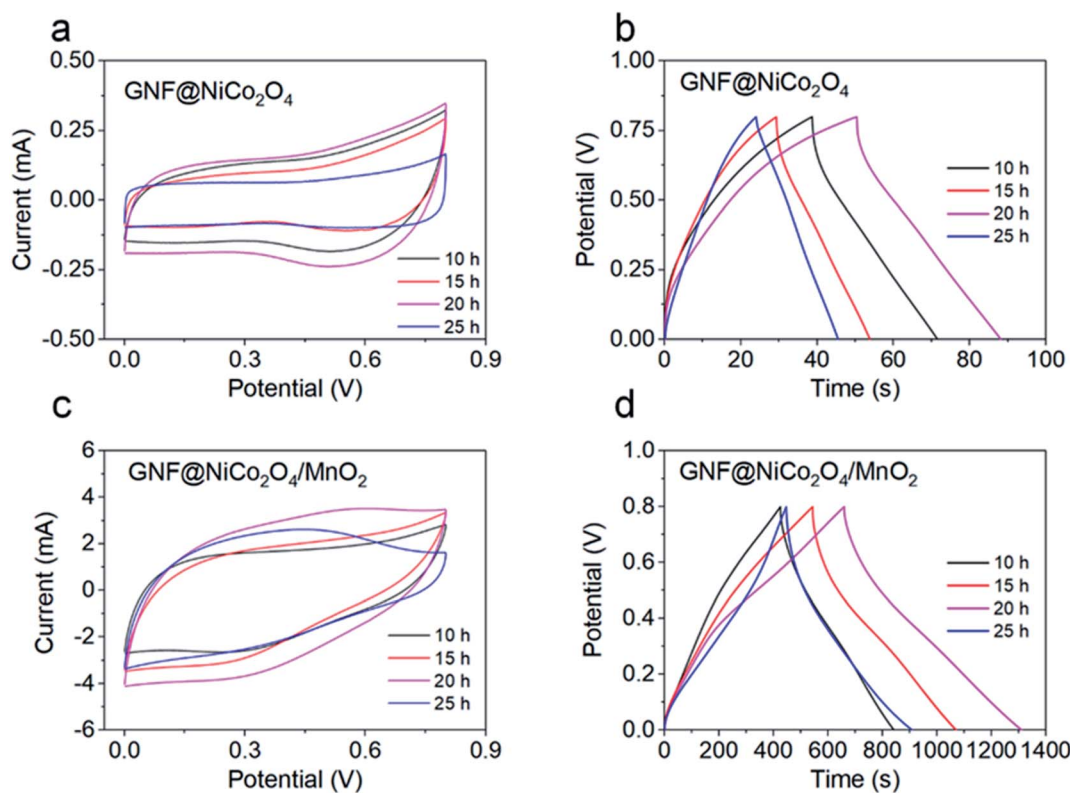 a
GNF@NiCo₂O₄
Current (mA)
0.50
0.25
0.00
-0.25
-0.50
0.0
0.3
0.6
0.9
Potential (V)
10 h
15 h
20 h
25 h
b
GNF@NiCo₂O₄
Potential (V)
1.00
0.75
0.50
0.25
0.00
0
20
40
60
80
100
Time (s)
10 h
15 h
20 h
25 h
c
GNF@NiCo₂O₄/MnO₂
Current (mA)
6
4
2
0
-2
-4
-6
0.0
0.3
0.6
0.9
Potential (V)
10 h
15 h
20 h
25 h
d
GNF@NiCo₂O₄/MnO₂
Potential (V)
1.0
0.8
0.6
0.4
0.2
0.0
0
200
400
600
800
1000
1200
1400
Time (s)
10 h
15 h
20 h
25 h